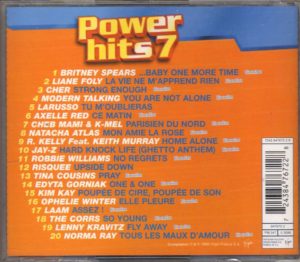 Power
hits 7
1 BRITNEY SPEARS ...BABY ONE MORE TIME
2 LIANE FOLY LA VIE NE M'APPREND RIEN
3 CHER STRONG ENOUGH
4 MODERN TALKING YOU ARE NOT ALONE
5 LARUSSO TU M'OUBLIERAS
6 AXELLE RED CE MATIN
7 CHEB MAMI & K-MEL PARISIEN DU NORD
8 NATACHA ATLAS MON AMIE LA ROSE
9 R. KELLY Feat. KEITH MURRAY HOME ALONE
10 JAY-Z HARD KNOCK LIFE (GHETTO ANTHEM)
11 ROBBIE WILLIAMS NO REGRETS
12 RISQUEE UPSIDE DOWN
13 TINA COUSINS PRAY
14 EDYTA GORNIAK ONE & ONE
15 KIM KAY POUPÉE DE CIRE, POUPÉE DE SON
16 OPHELIE WINTER ELLE PLEURE
17 LAAM ASSEZ!
18 THE CORRS SO YOUNG
19 LENNY KRAVITZ FLY AWAY
20 NORMA RAY TOUS LES MAUX D'AMOUR
7 24384 76722 8